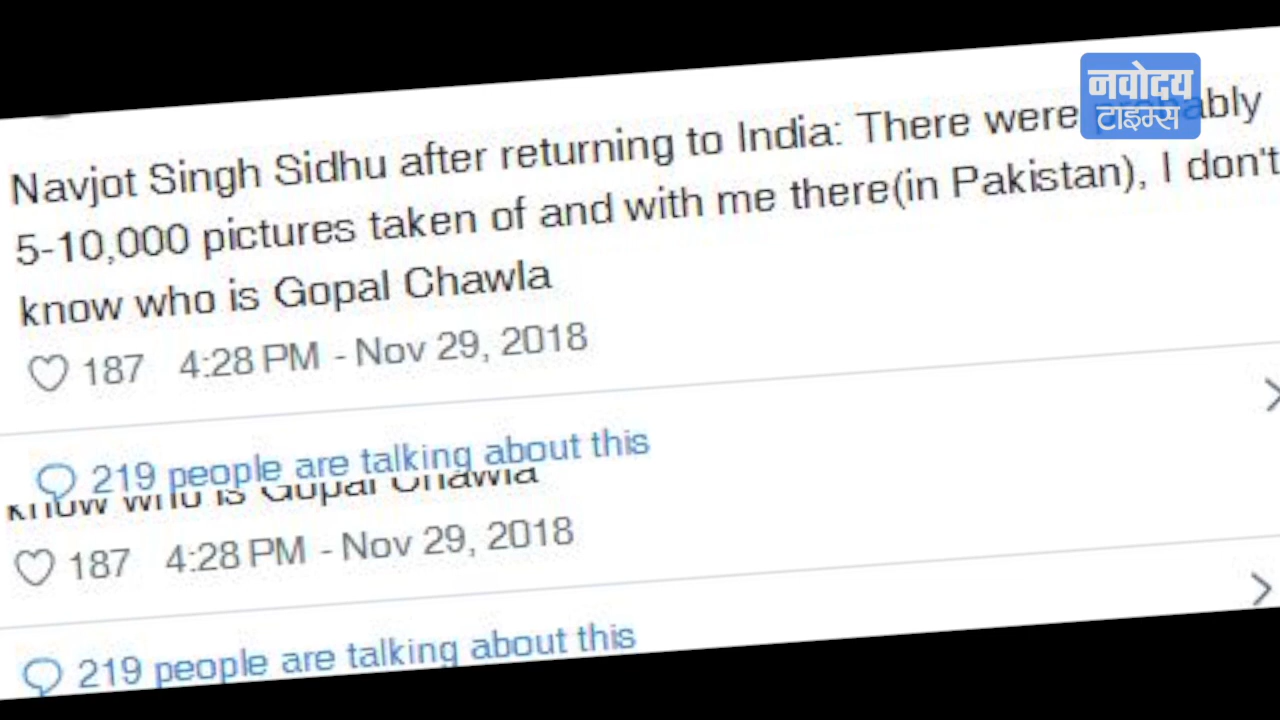 नवोदय
टाइम्स
Navjot Singh Sidhu after returning to India: There were
5-10,000 pictures taken of and with me there(in Pakistan), I don't
know who is Gopal Chawla
187 4:28 PM - Nov 29, 2018
219 people are talking about this
know who is Gopal Chawla
187 4:28 PM - Nov 29, 2018
219 people are talking about this